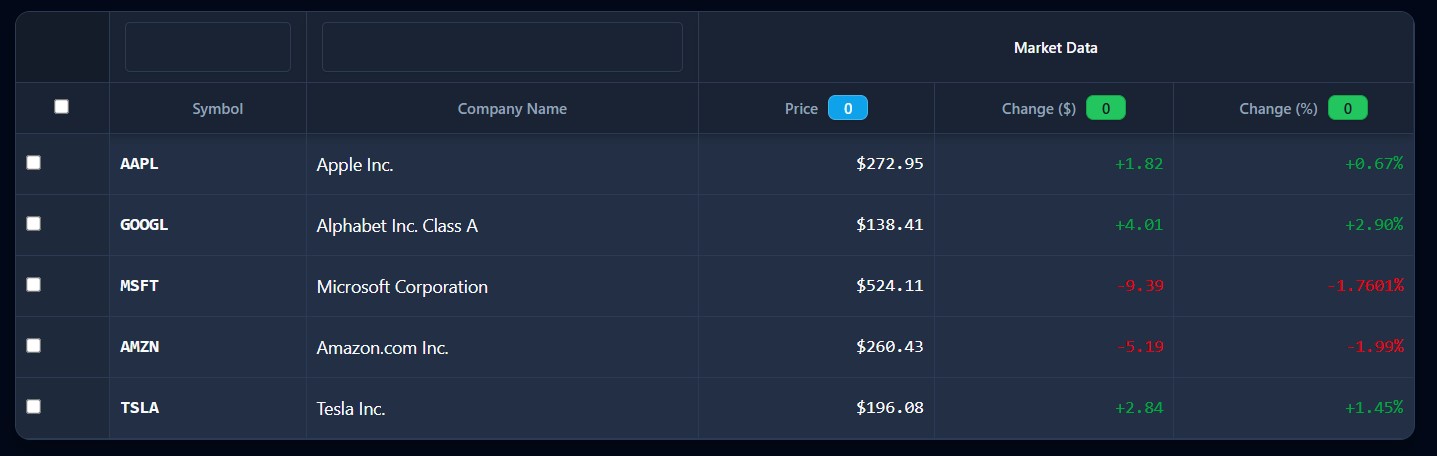 Market Data
Symbol Company Name Price 0 Change ($) 0 Change (%) 0
AAPL Apple Inc. $272.95 +1.82 +0.67%
GOOGL Alphabet Inc. Class A $138.41 +4.01 +2.90%
MSFT Microsoft Corporation $524.11 -9.39 -1.7601%
AMZN Amazon.com Inc. $260.43 -5.19 -1.99%
TSLA Tesla Inc. $196.08 +2.84 +1.45%